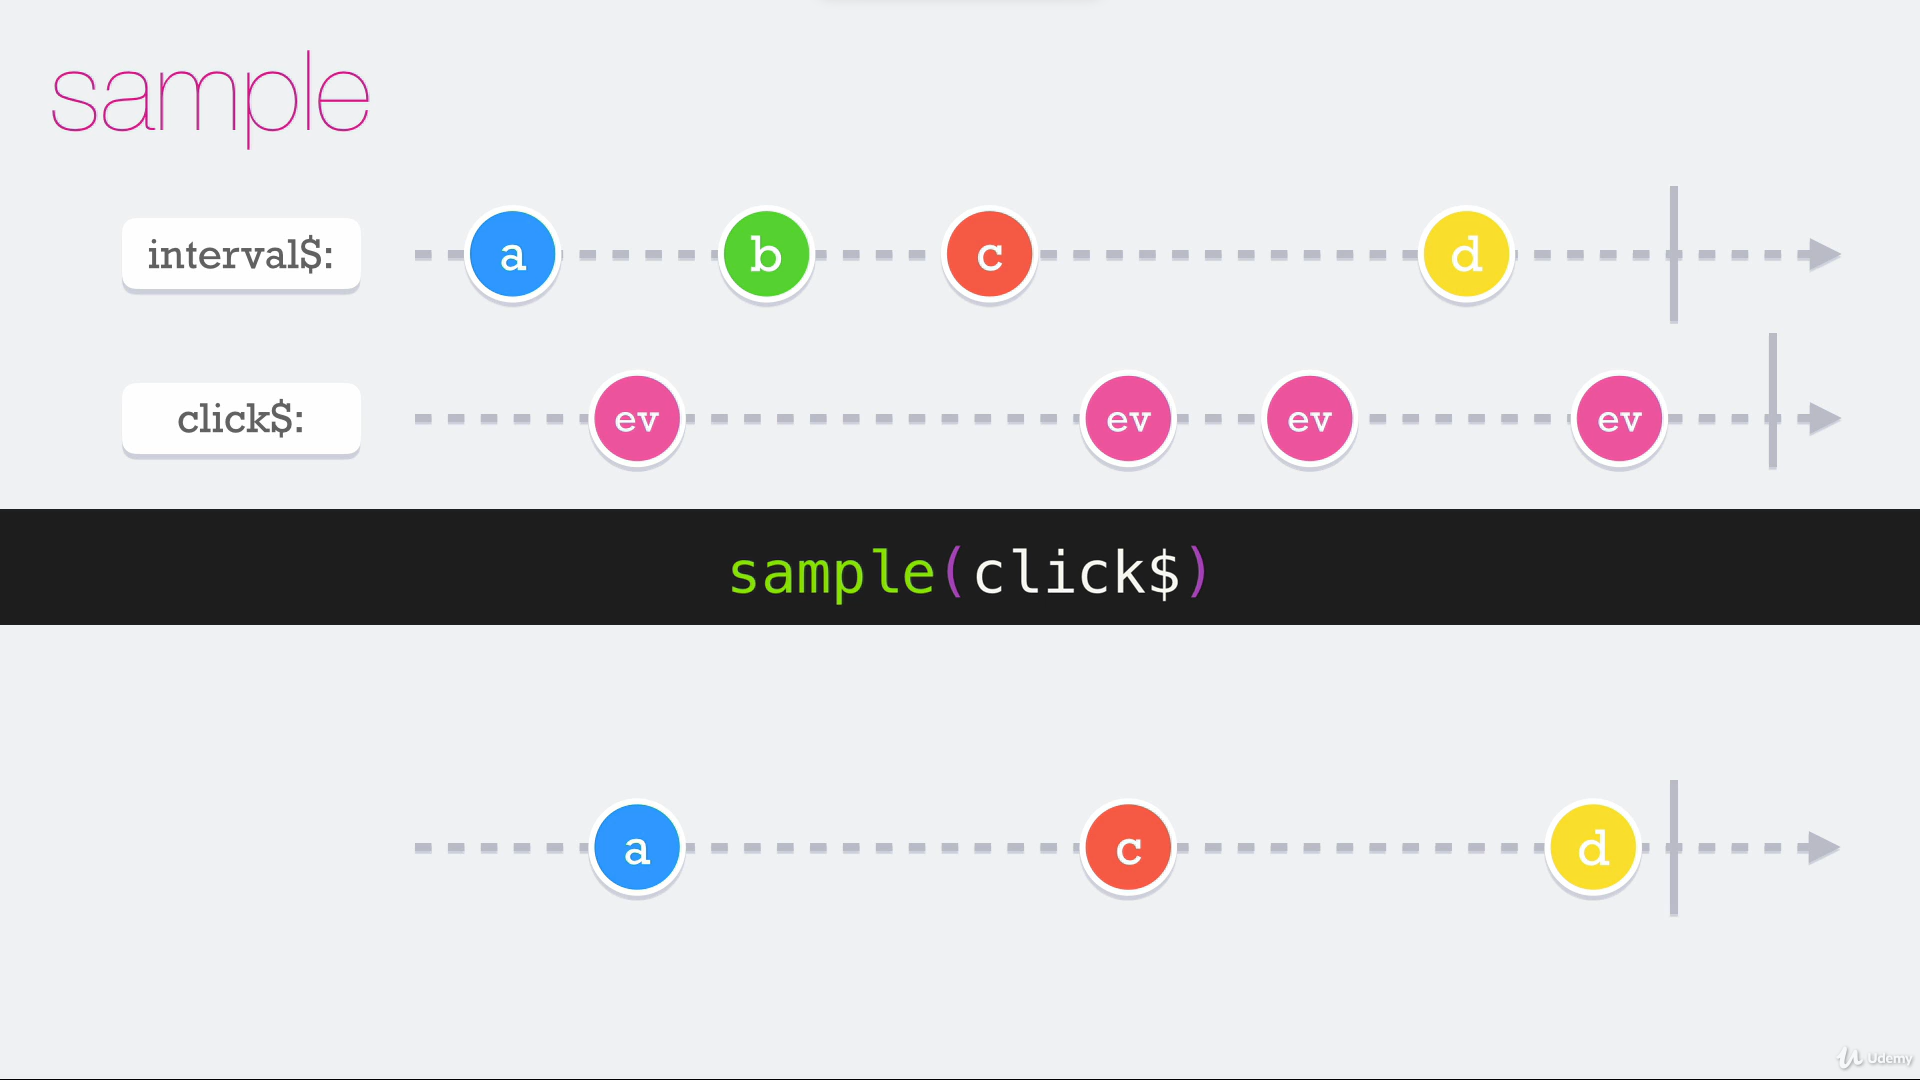 sample
interval$:
a b c d
click$:
ev ev ev ev
sample(click$)
a c d
Udemy